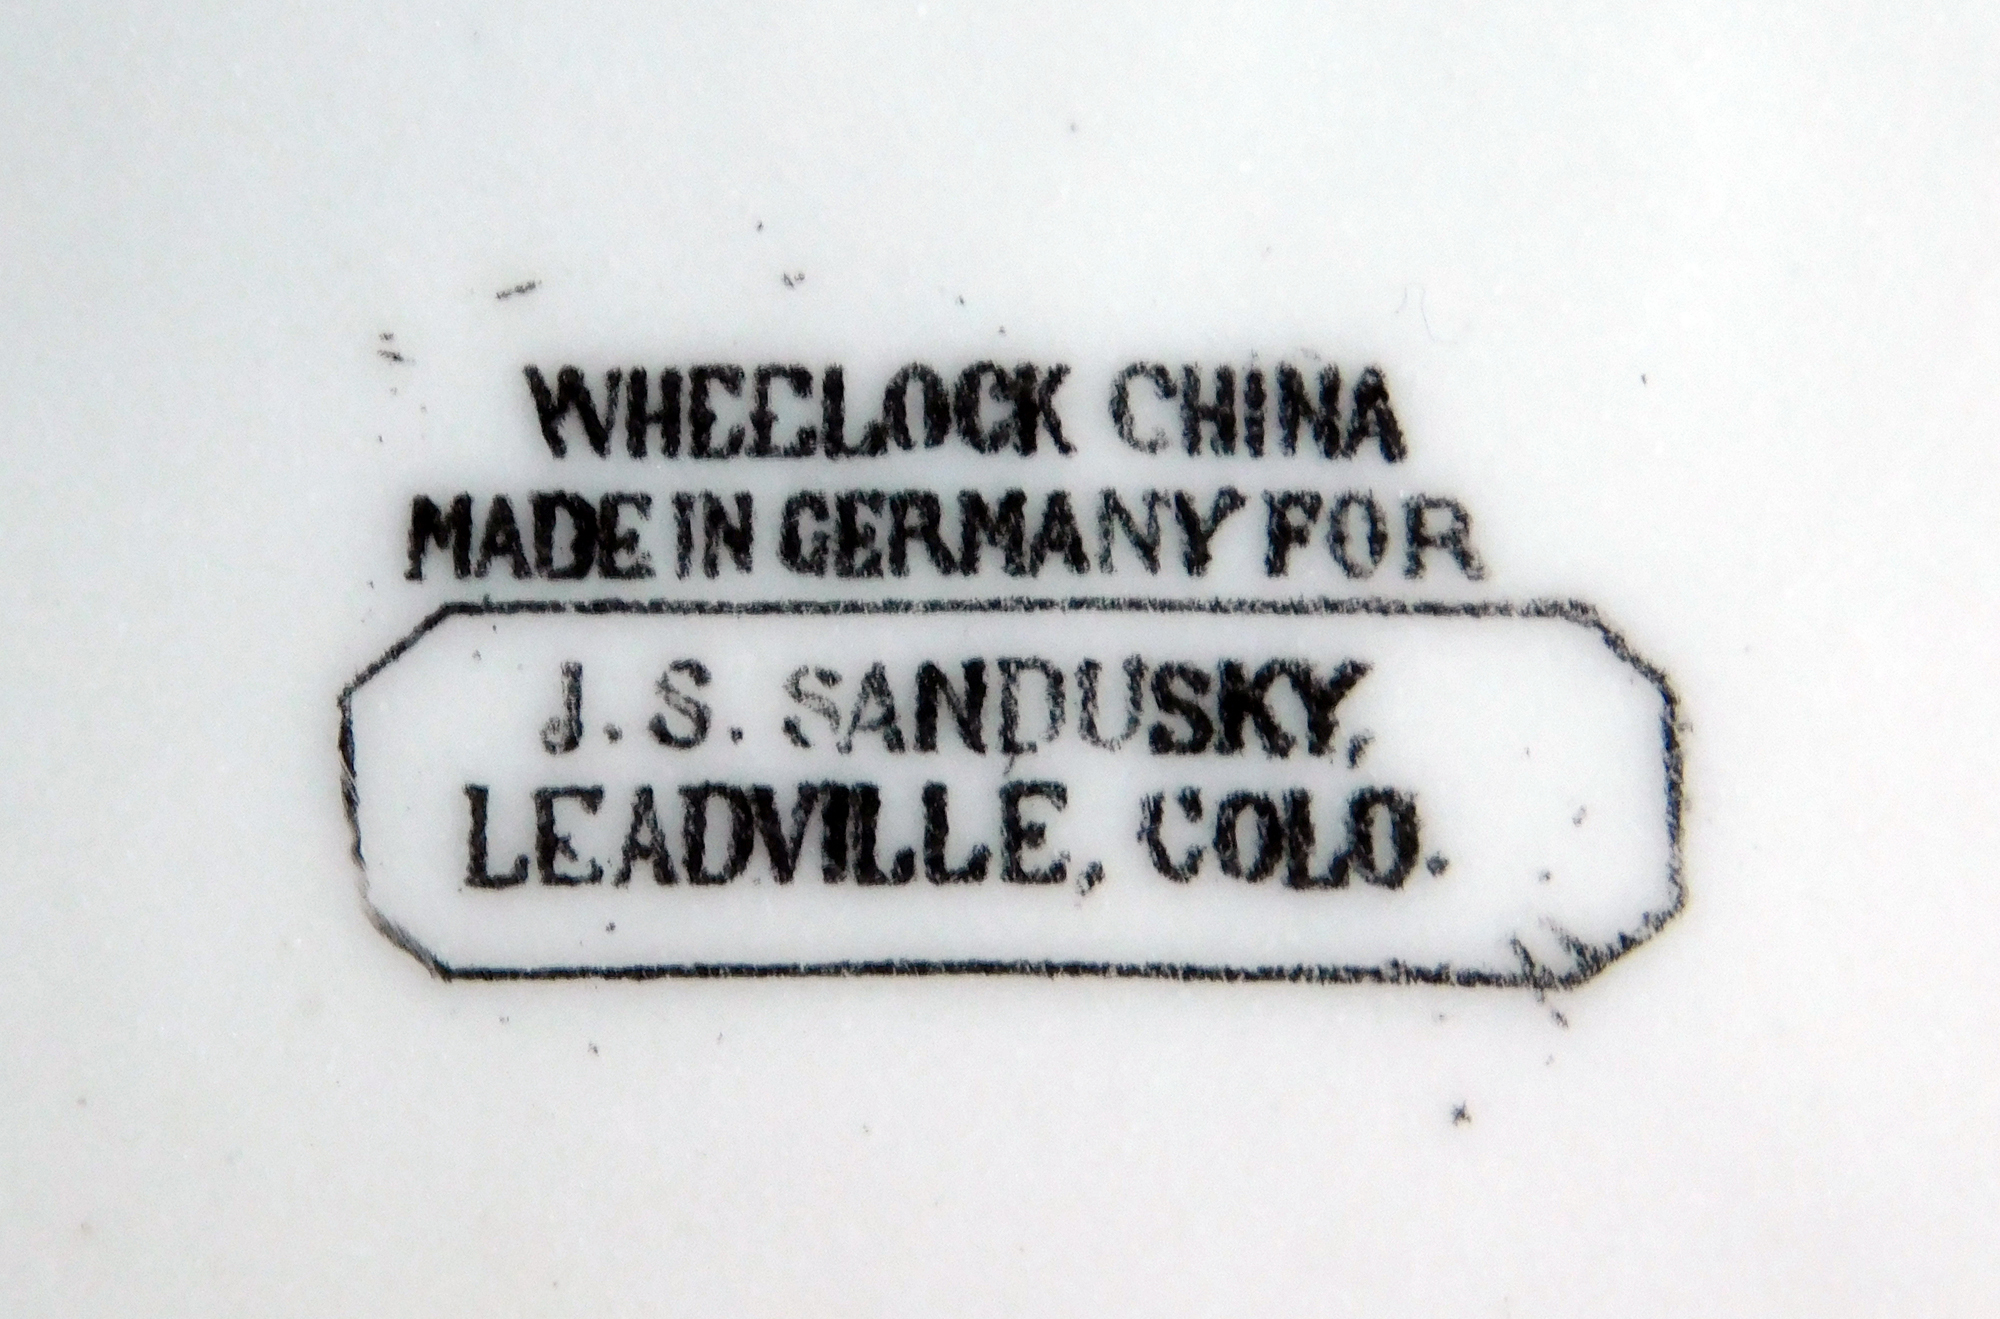 WHEELOCK CHINA
MADE IN GERMANY FOR
J. S. SANDUSKY,
LEADVILLE, COLO.